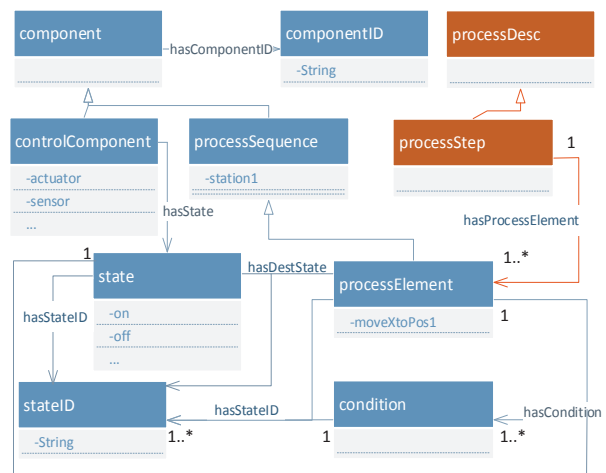 component
hasComponentID
componentID
processDesc
...
-String
controlComponent
processSequence
processStep
1
-actuator
-station1
-sensor
hasState
...
hasProcessElement
1
1..*
state
hasDestState
processElement
hasStateID
-on
1
-off
-moveXtoPos1
...
stateID
hasStateID
condition
hasCondition
-String
1..*
1
1..*